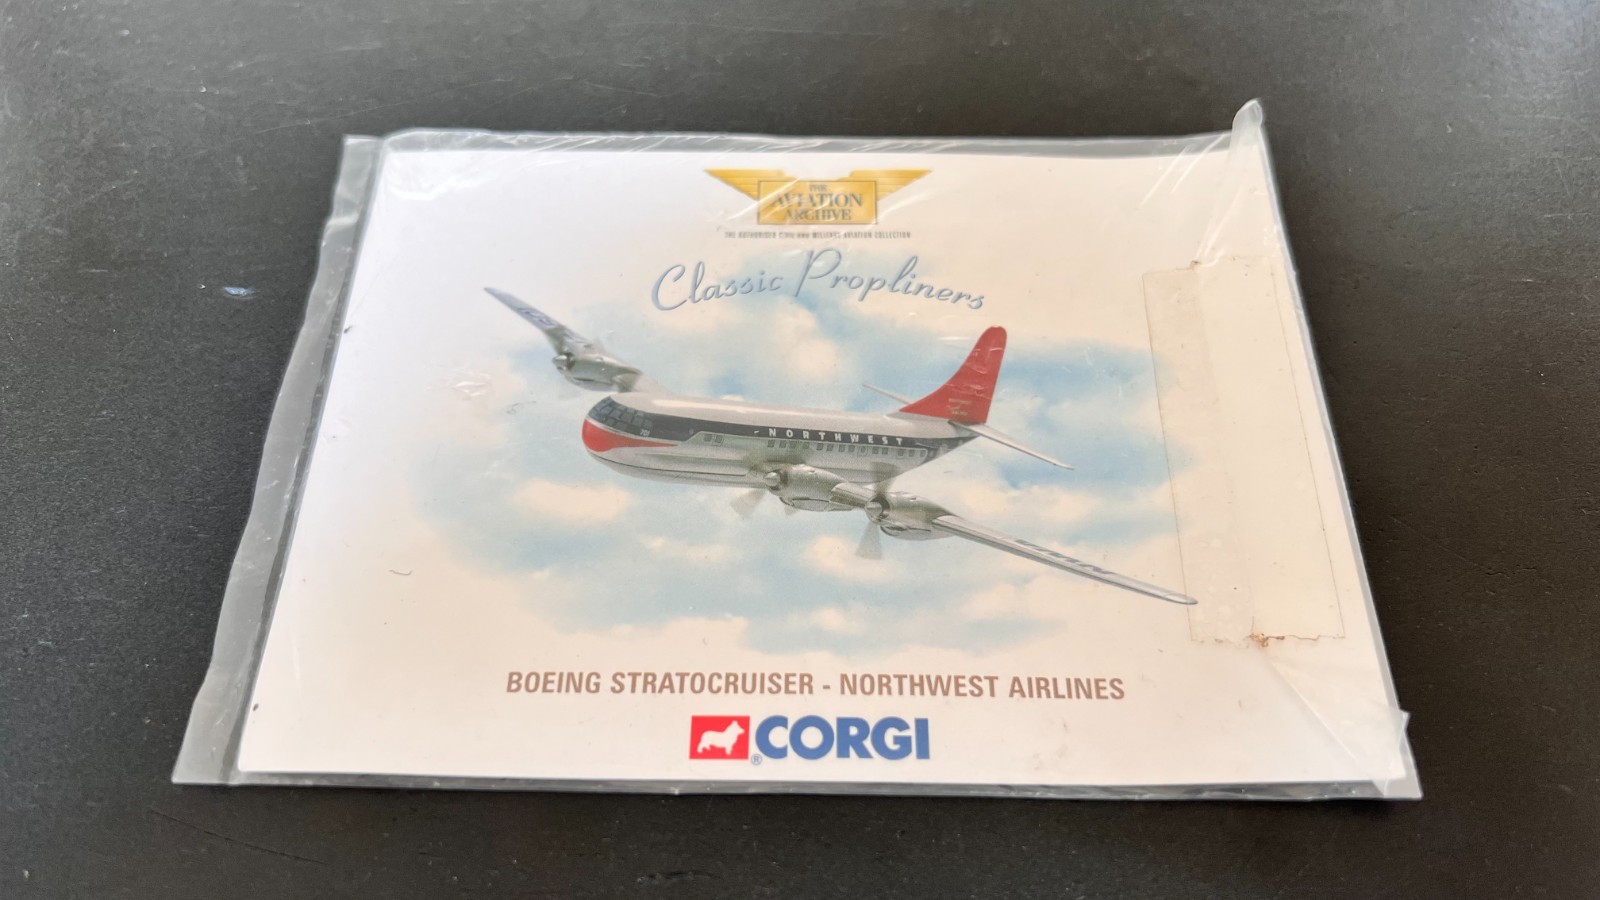 THE
AVIATION
ARCHIVE
Classic Propliners
NORTHWEST
BOEING STRATOCRUISER - NORTHWEST AIRLINES
CORGI